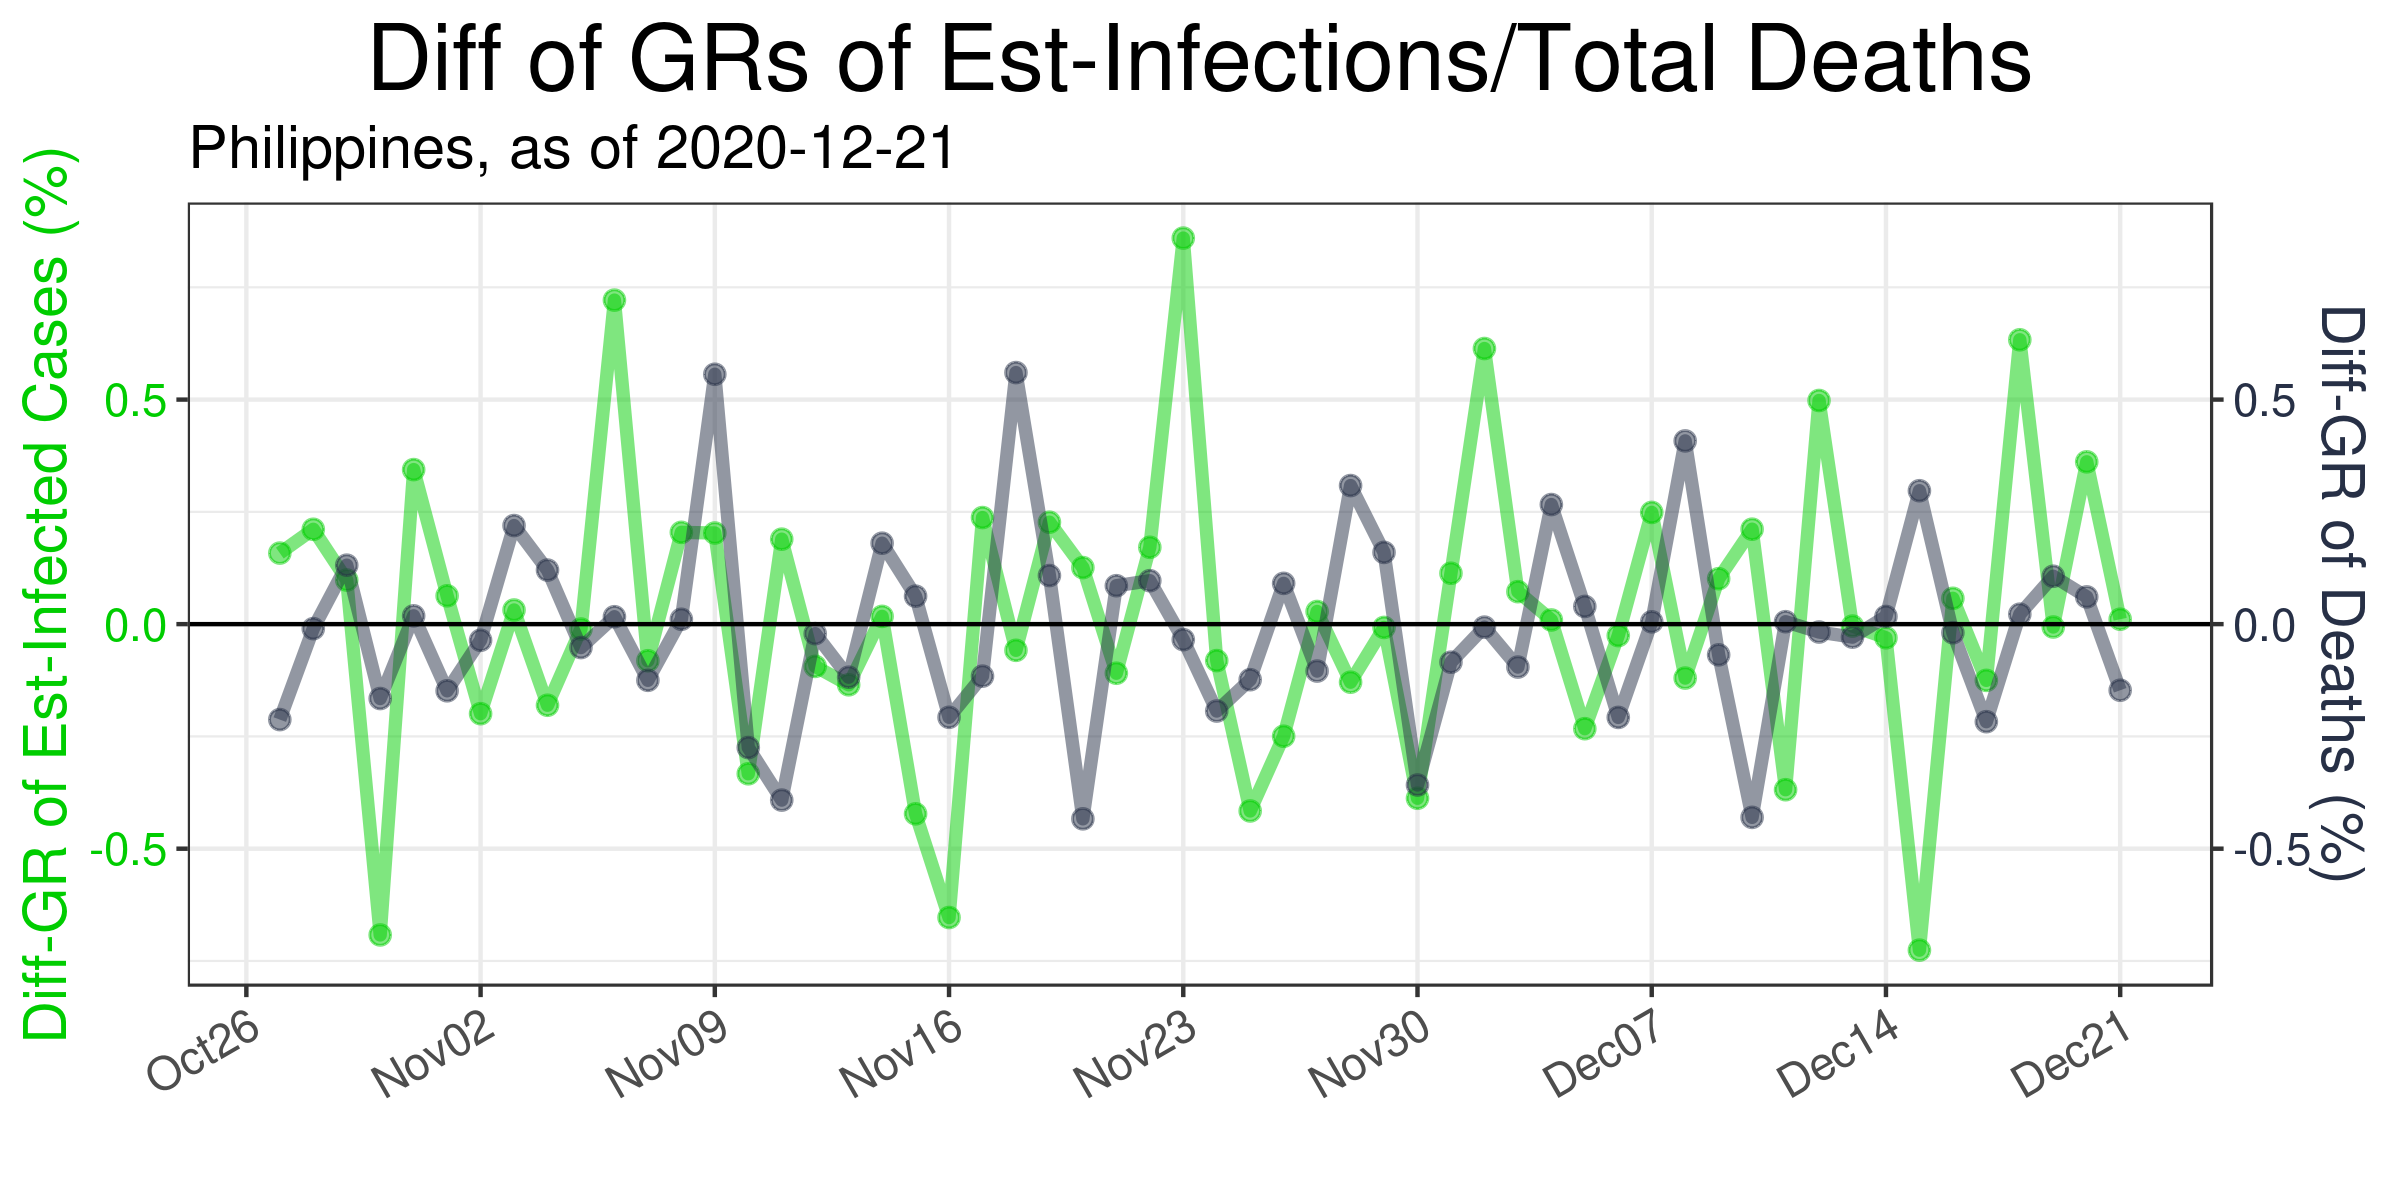 Diff of GRs of Est-Infections/Total Deaths
Philippines, as of 2020-12-21
Diff-GR of Est-Infected Cases (%)
0.5
0.0
-0.5
0.5
0.0
-0.5
Diff-GR of Deaths (%)
Oct26
Nov02
Nov09
Nov16
Nov23
Nov30
Dec07
Dec14
Dec21